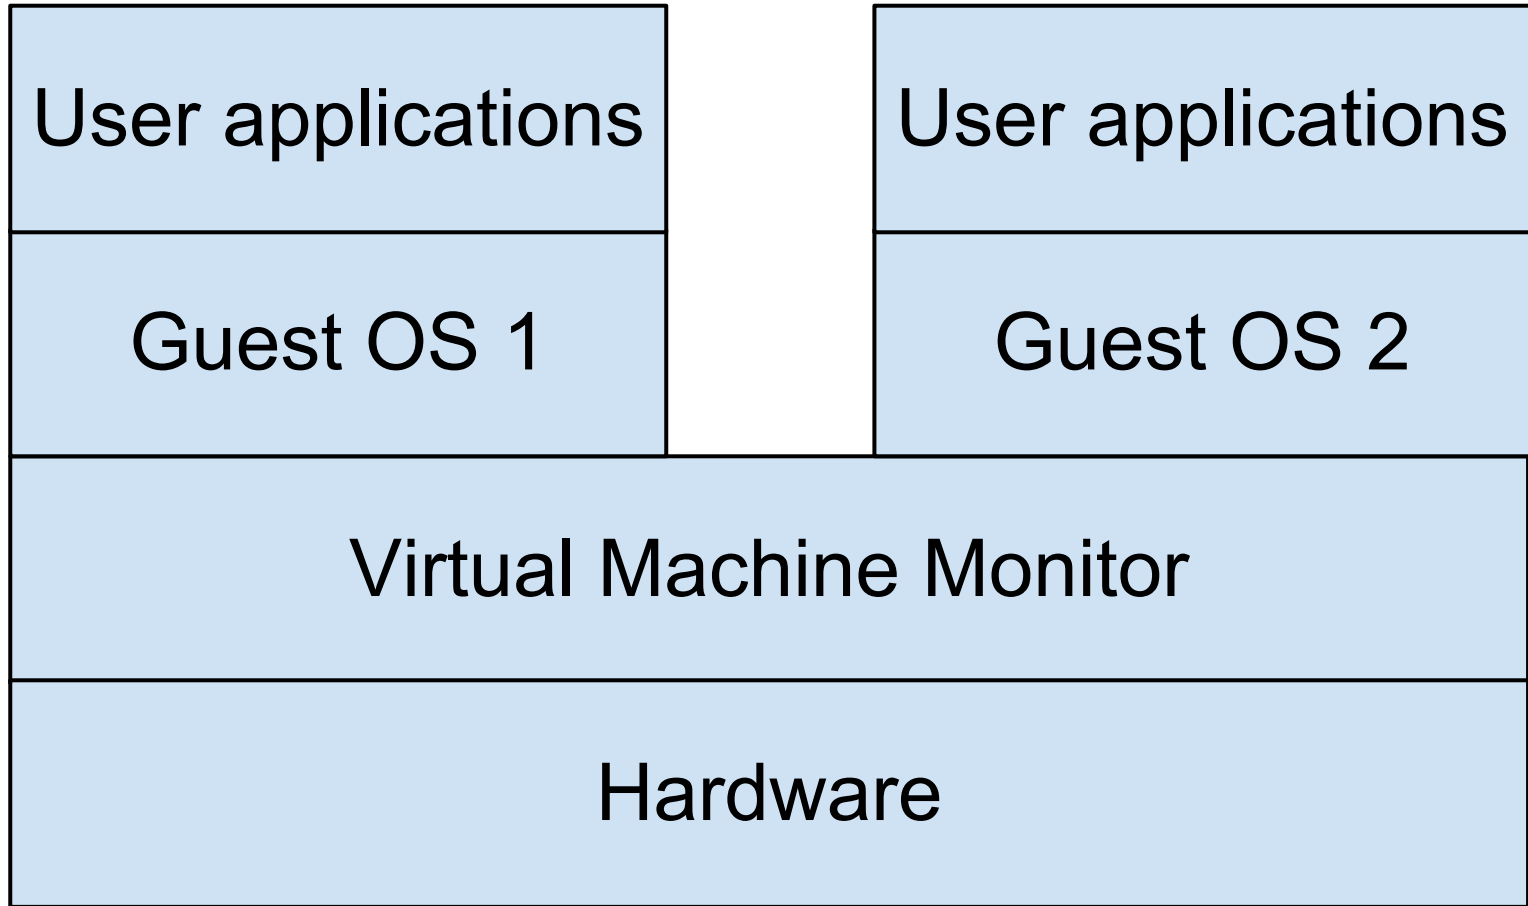 User applications
User applications
Guest OS 1
Guest OS 2
Virtual Machine Monitor
Hardware